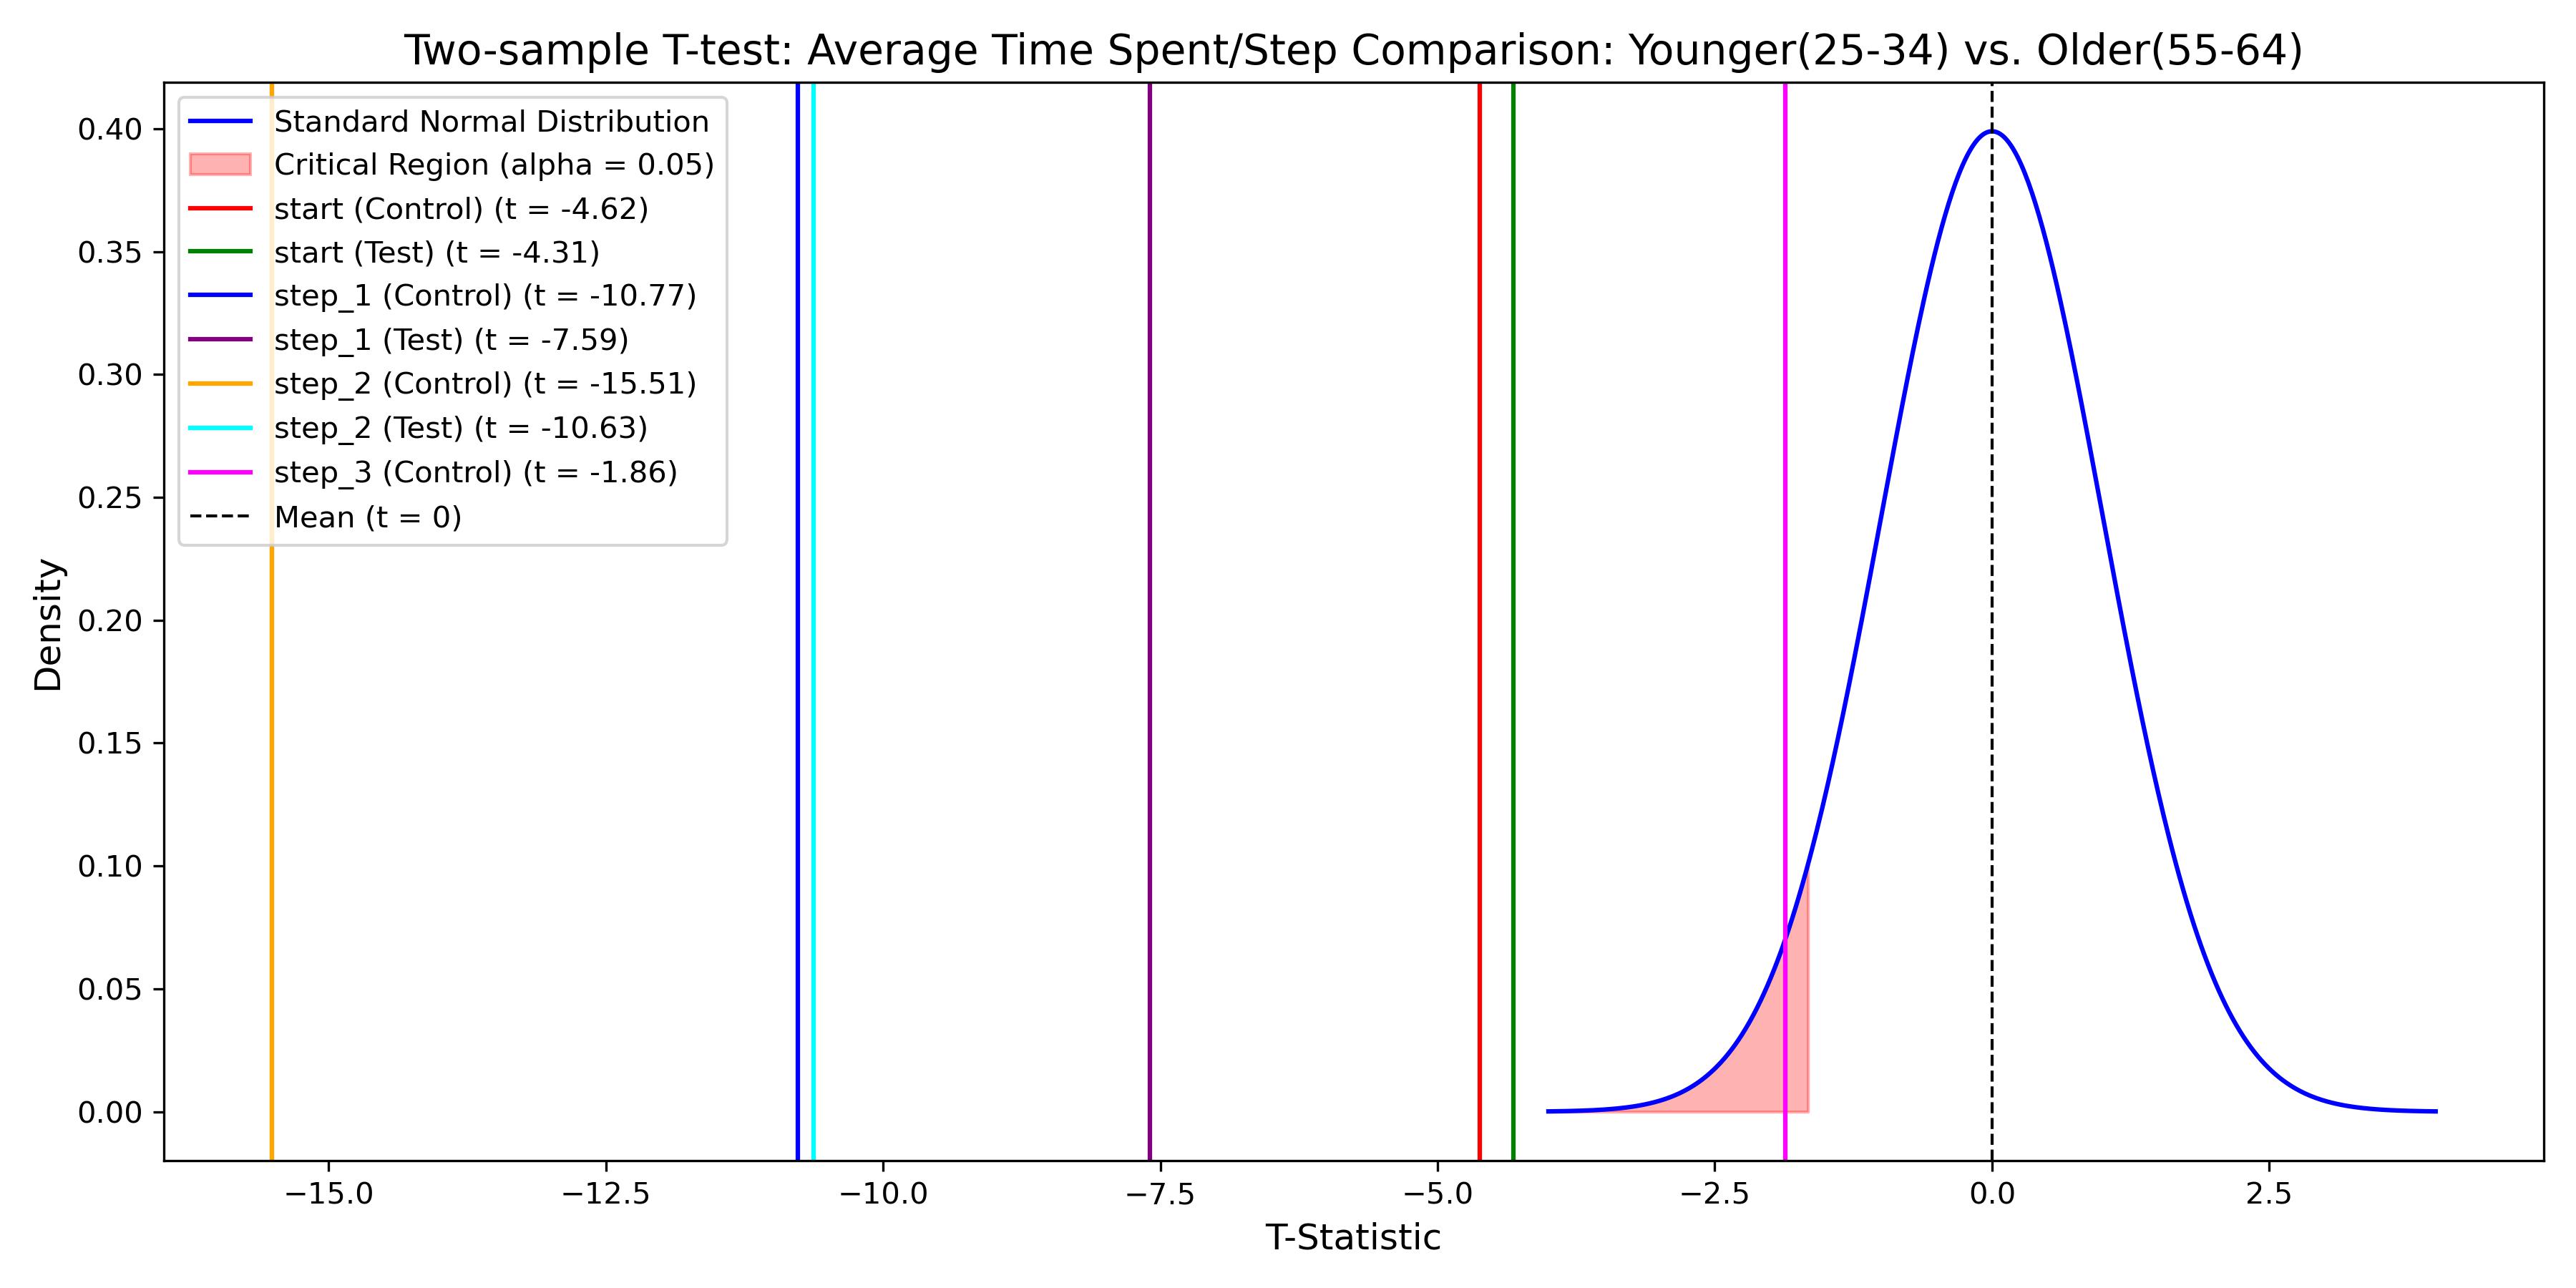 Two-sample T-test: Average Time Spent/Step Comparison: Younger(25-34) vs. Older(55-64)
Standard Normal Distribution
Critical Region (alpha = 0.05)
start (Control) (t = -4.62)
start (Test) (t = -4.31)
step_1 (Control) (t = -10.77)
step_1 (Test) (t = -7.59)
step_2 (Control) (t = -15.51)
step_2 (Test) (t = -10.63)
step_3 (Control) (t = -1.86)
Mean (t = 0)
Density
0.40
0.35
0.30
0.25
0.20
0.15
0.10
0.05
0.00
−15.0
−12.5
−10.0
−7.5
−5.0
−2.5
0.0
2.5
T-Statistic